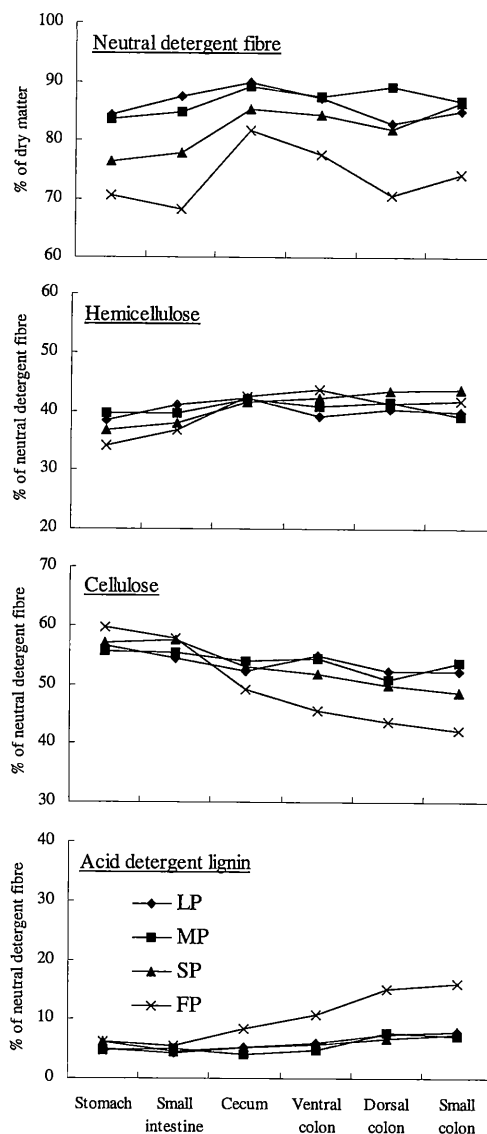 Neutral detergent fibre
100
90
80
70
60
% of dry matter
Hemicellulose
60
50
40
30
20
% of neutral detergent fibre
Cellulose
70
60
50
40
30
% of neutral detergent fibre
Acid detergent lignin
40
30
20
10
0
% of neutral detergent fibre
LP
MP
SP
FP
Stomach
Small intestine
Cecum
Ventral colon
Dorsal colon
Small colon